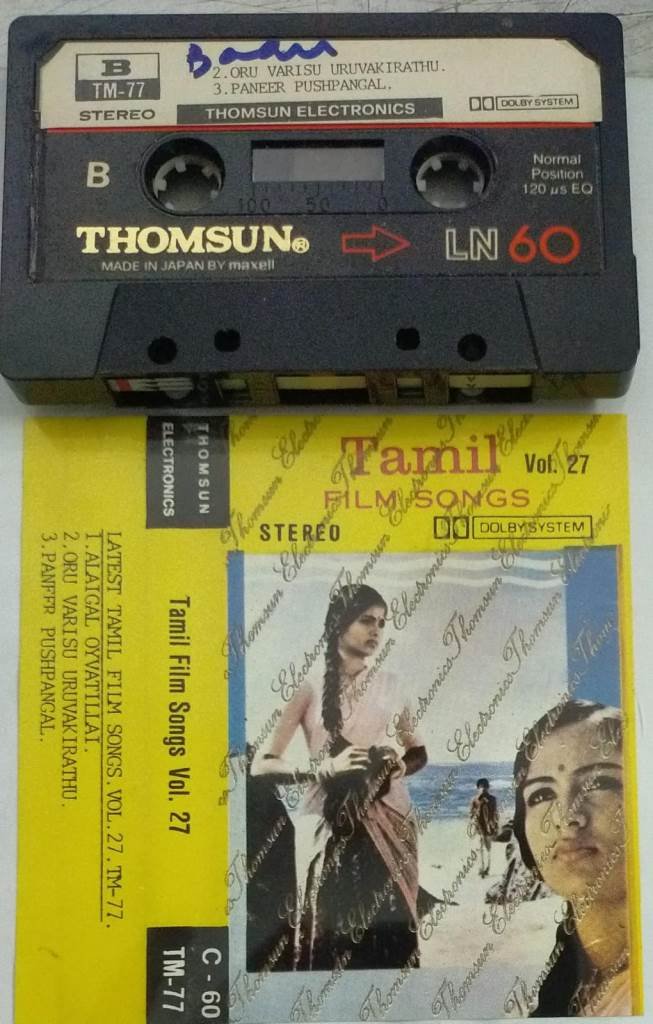 Badu
B
TM-77
STEREO
2.ORU VARISU URUVAKIRATHU.
3.PANEER PUSHPANGAL.
THOMSUN ELECTRONICS
DOLBY SYSTEM
B
100 50 0
Normal
Position
120 µs EQ
THOMSUN®
LN 60
MADE IN JAPAN BY maxell
Tamil Vol. 27
FILM SONGS
STEREO
DOLBY SYSTEM
Thomsun Electronics
THOMSUN
ELECTRONICS
Tamil Film Songs Vol. 27
C - 60
TM-77
LATEST TAMIL FILM SONGS.VOL.27.TM-77.
1.ALAIGAL OYVATILLAI.
2.ORU VARISU URUVAKIRATHU.
3.PANEER PUSHPANGAL.